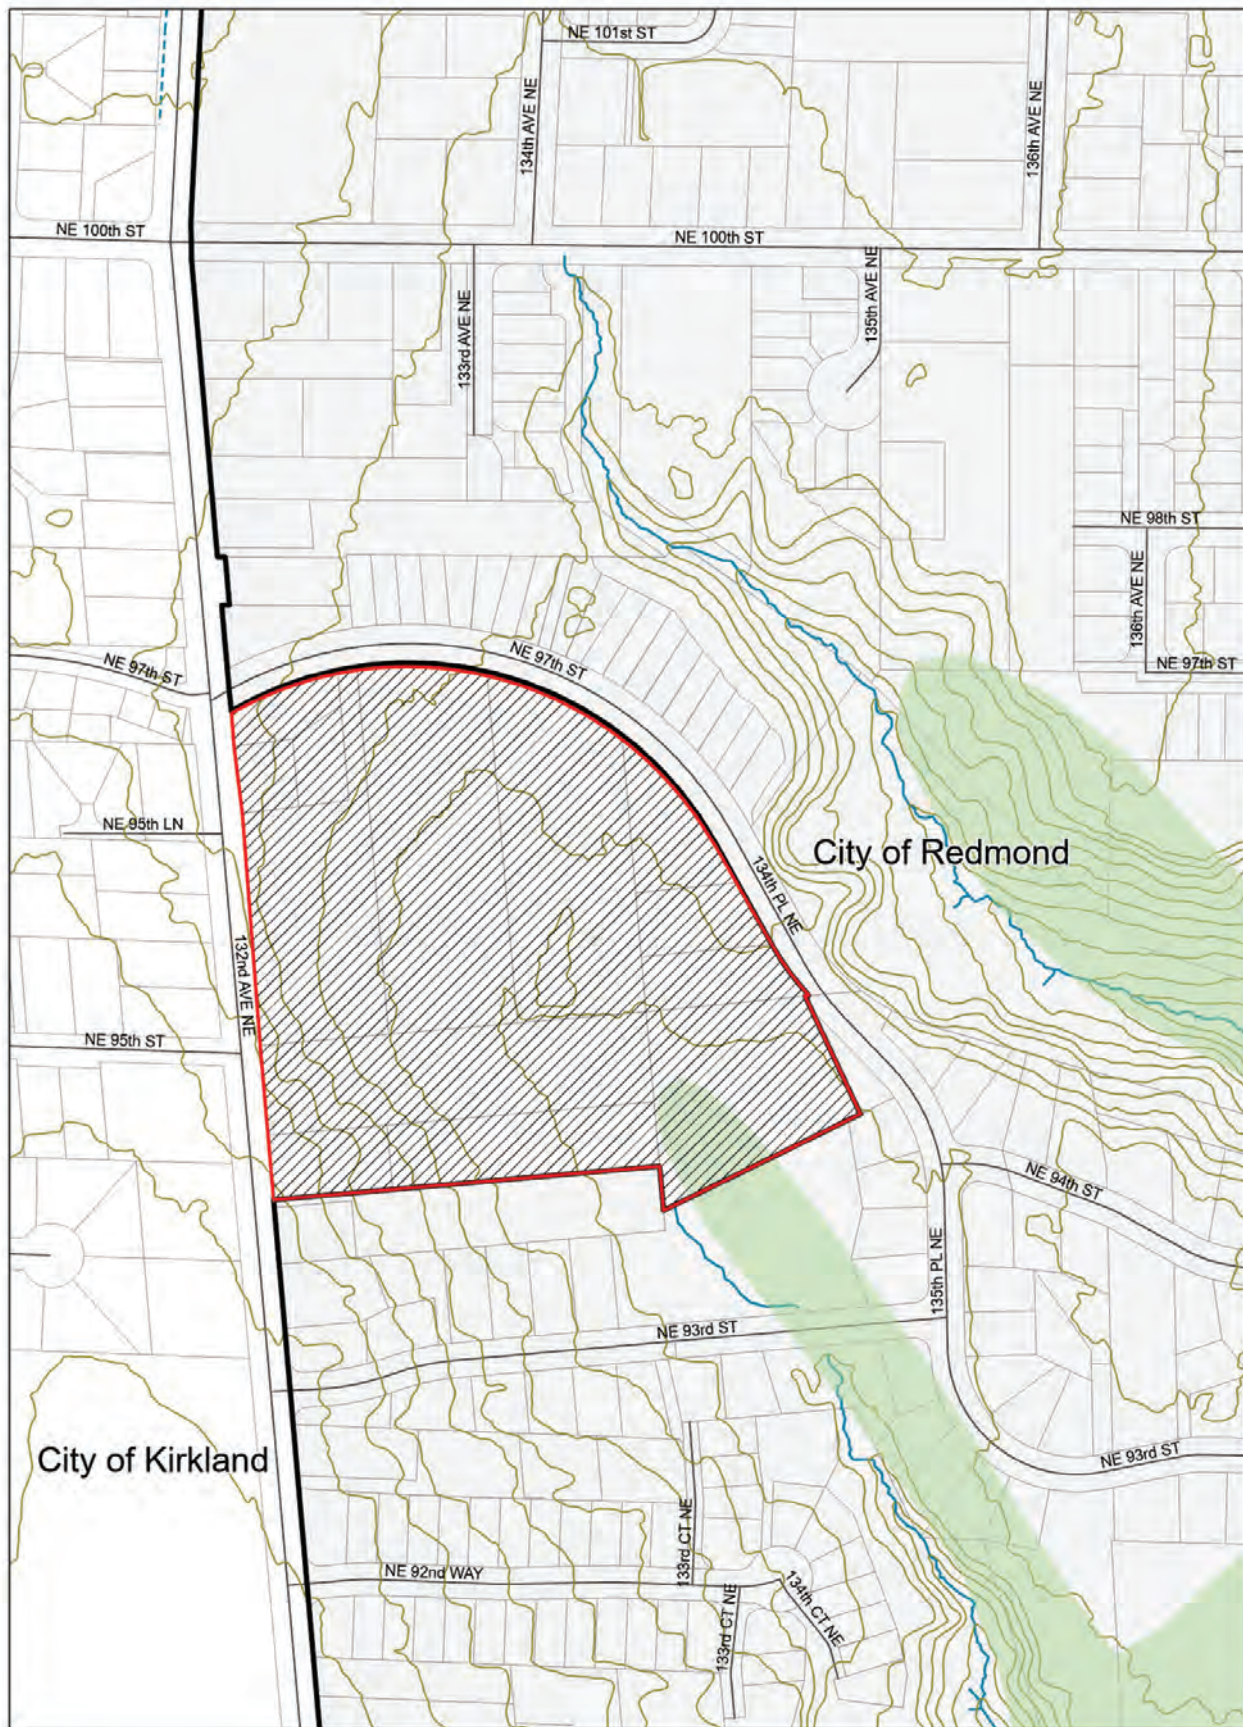 NE 101st ST
134th AVE NE
136th AVE NE
NE 100th ST
NE 100th ST
135th AVE NE
133rd AVE NE
NE 98th ST
136th AVE NE
NE 97th ST
NE 97th ST
NE 97th ST
NE 95th LN
City of Redmond
134th PL NE
132nd AVE NE
NE 95th ST
NE 94th ST
135th PL NE
NE 93rd ST
City of Kirkland
NE 93rd ST
133rd CT NE
NE 92nd WAY
134th CT NE
133rd CT NE